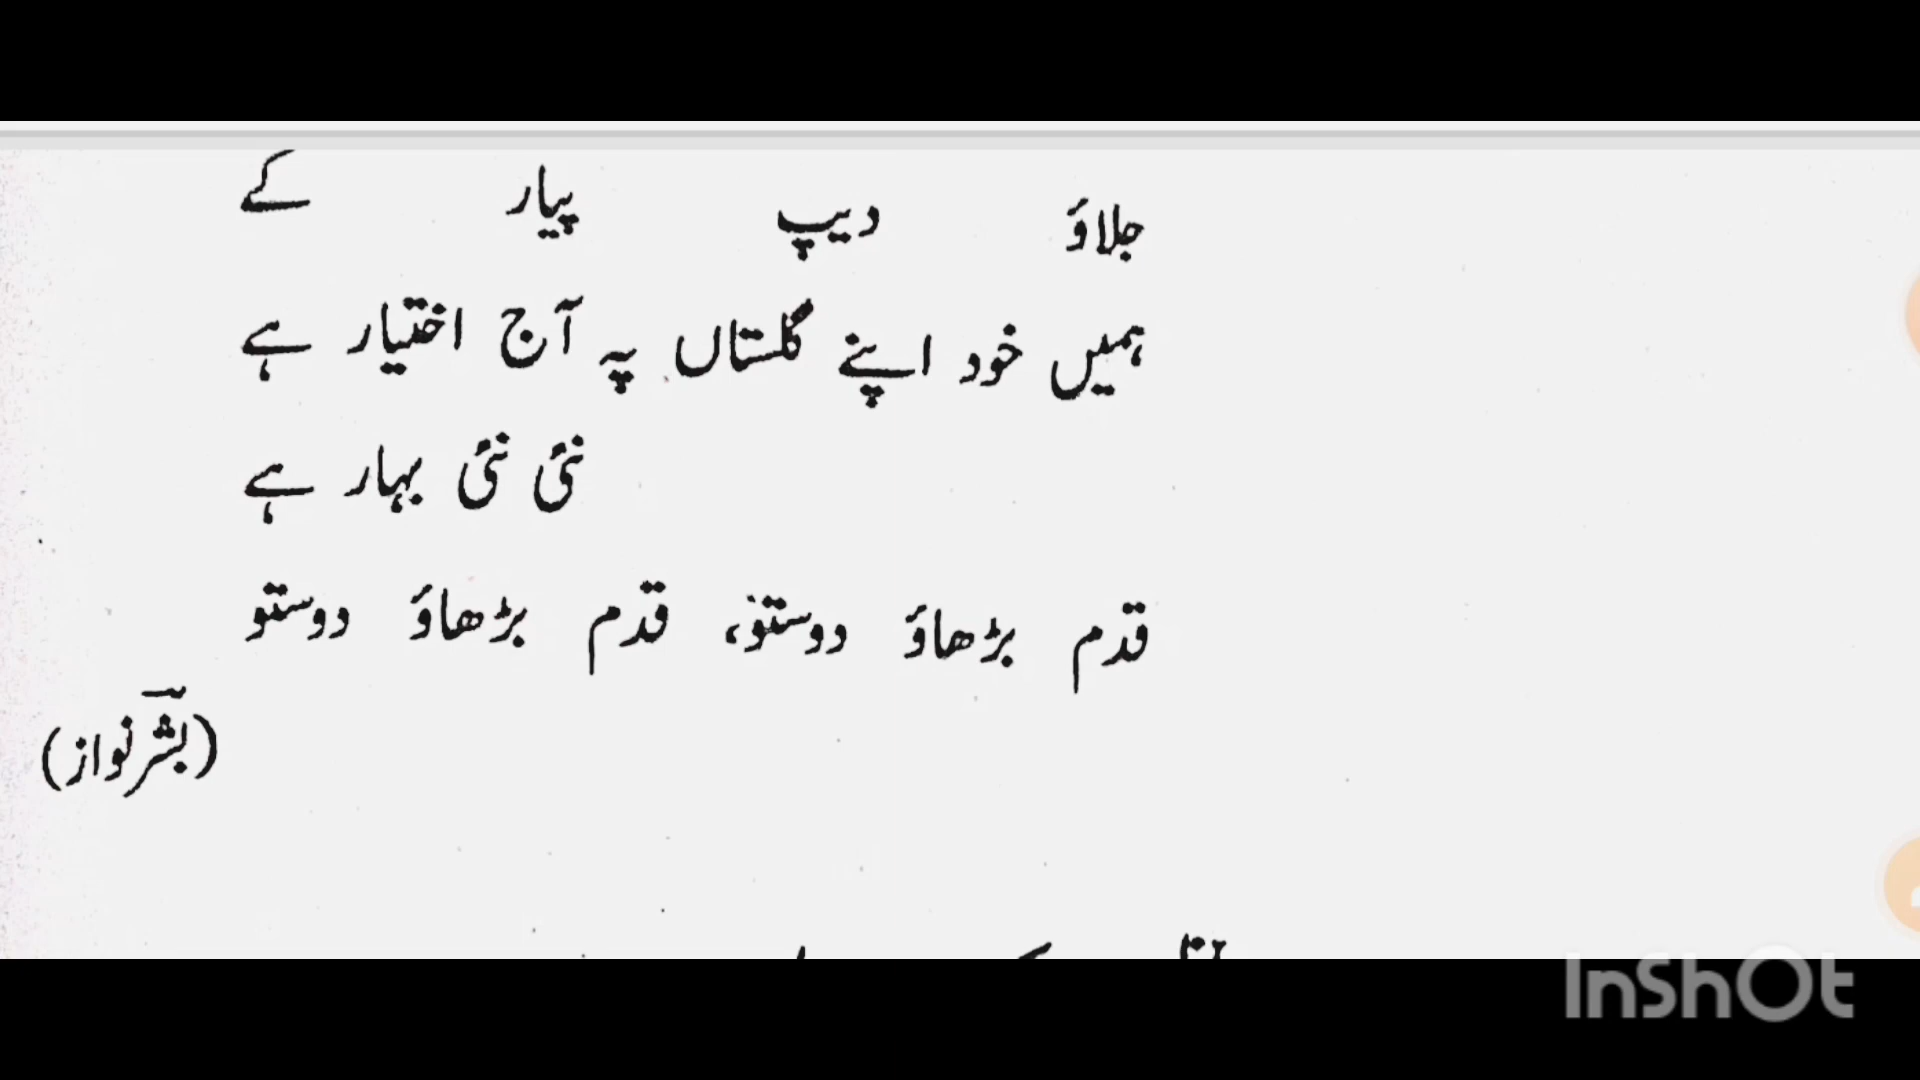 جلاؤ دیپ پیار کے
ہمیں خود اپنے گلستاں پہ آج اختیار ہے
نئی نئی بہار ہے
قدم بڑھاؤ دوستو، قدم بڑھاؤ دوستو
(بشرؔ نواز)
InShOt